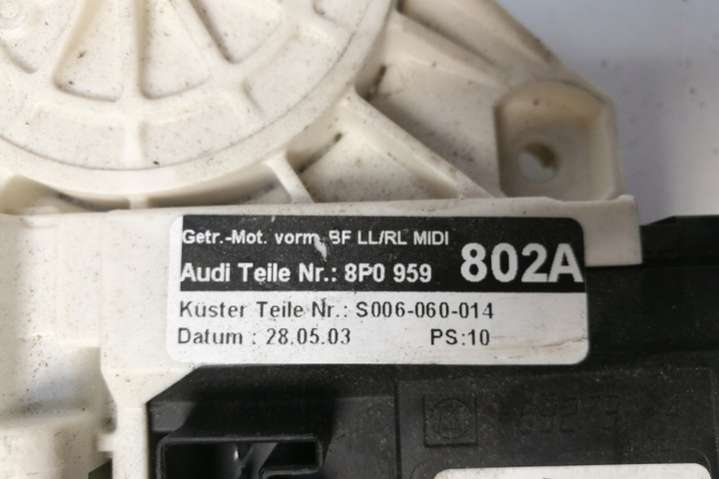 Getr.-Mot. vorm. BF LL/RL MIDI
Audi Teile Nr.: 8P0 959 802A
Küster Teile Nr.: S006-060-014
Datum : 28.05.03 PS:10